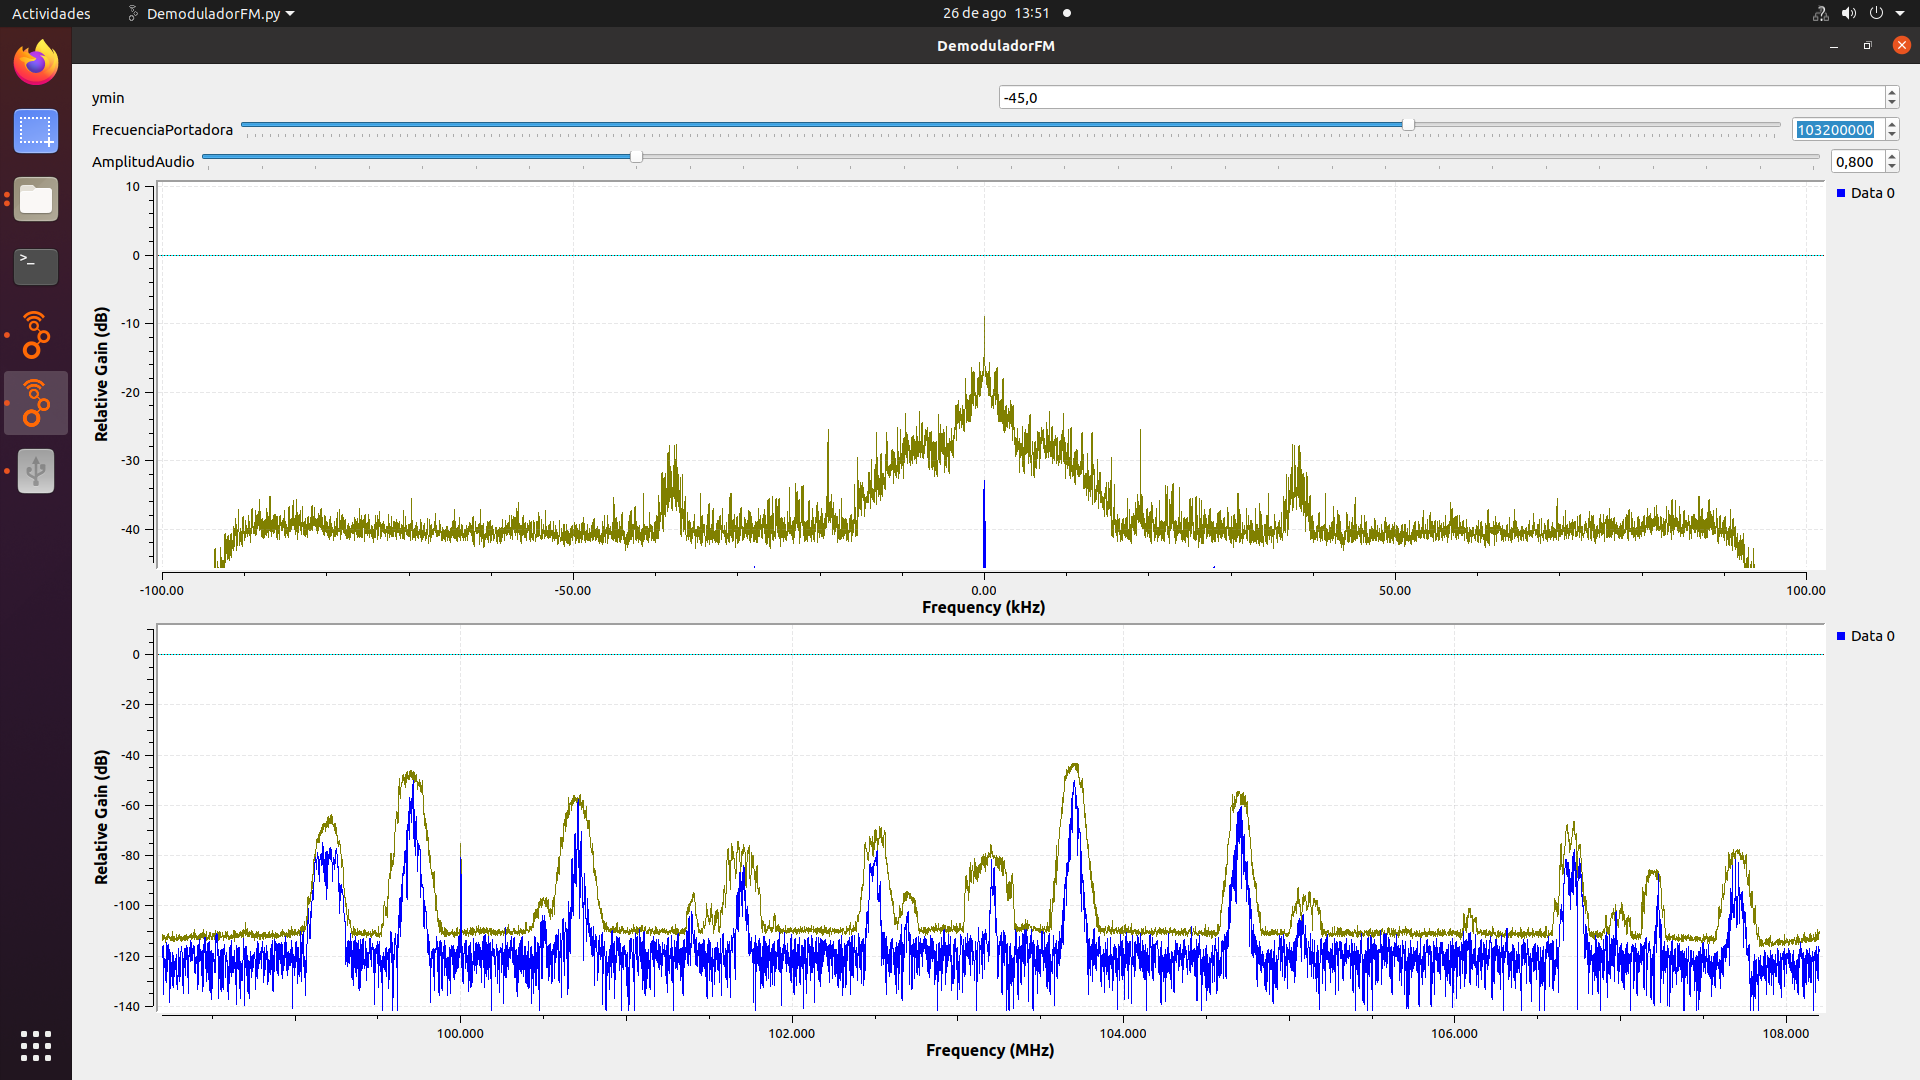 Actividades DemoduladorFM.py 26 de ago 13:51
DemoduladorFM
ymin -45,0
FrecuenciaPortadora 103200000
AmplitudAudio 0,800
10
0
-10
-20
-30
-40
Relative Gain (dB)
Data 0
-100.00 -50.00 0.00 50.00 100.00
Frequency (kHz)
0
-20
-40
-60
-80
-100
-120
-140
Relative Gain (dB)
Data 0
100.000 102.000 104.000 106.000 108.000
Frequency (MHz)
>_